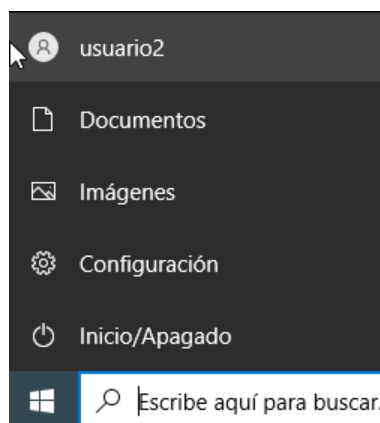 usuario2
Documentos
Imágenes
Configuración
Inicio/Apagado
Escribe aquí para buscar.